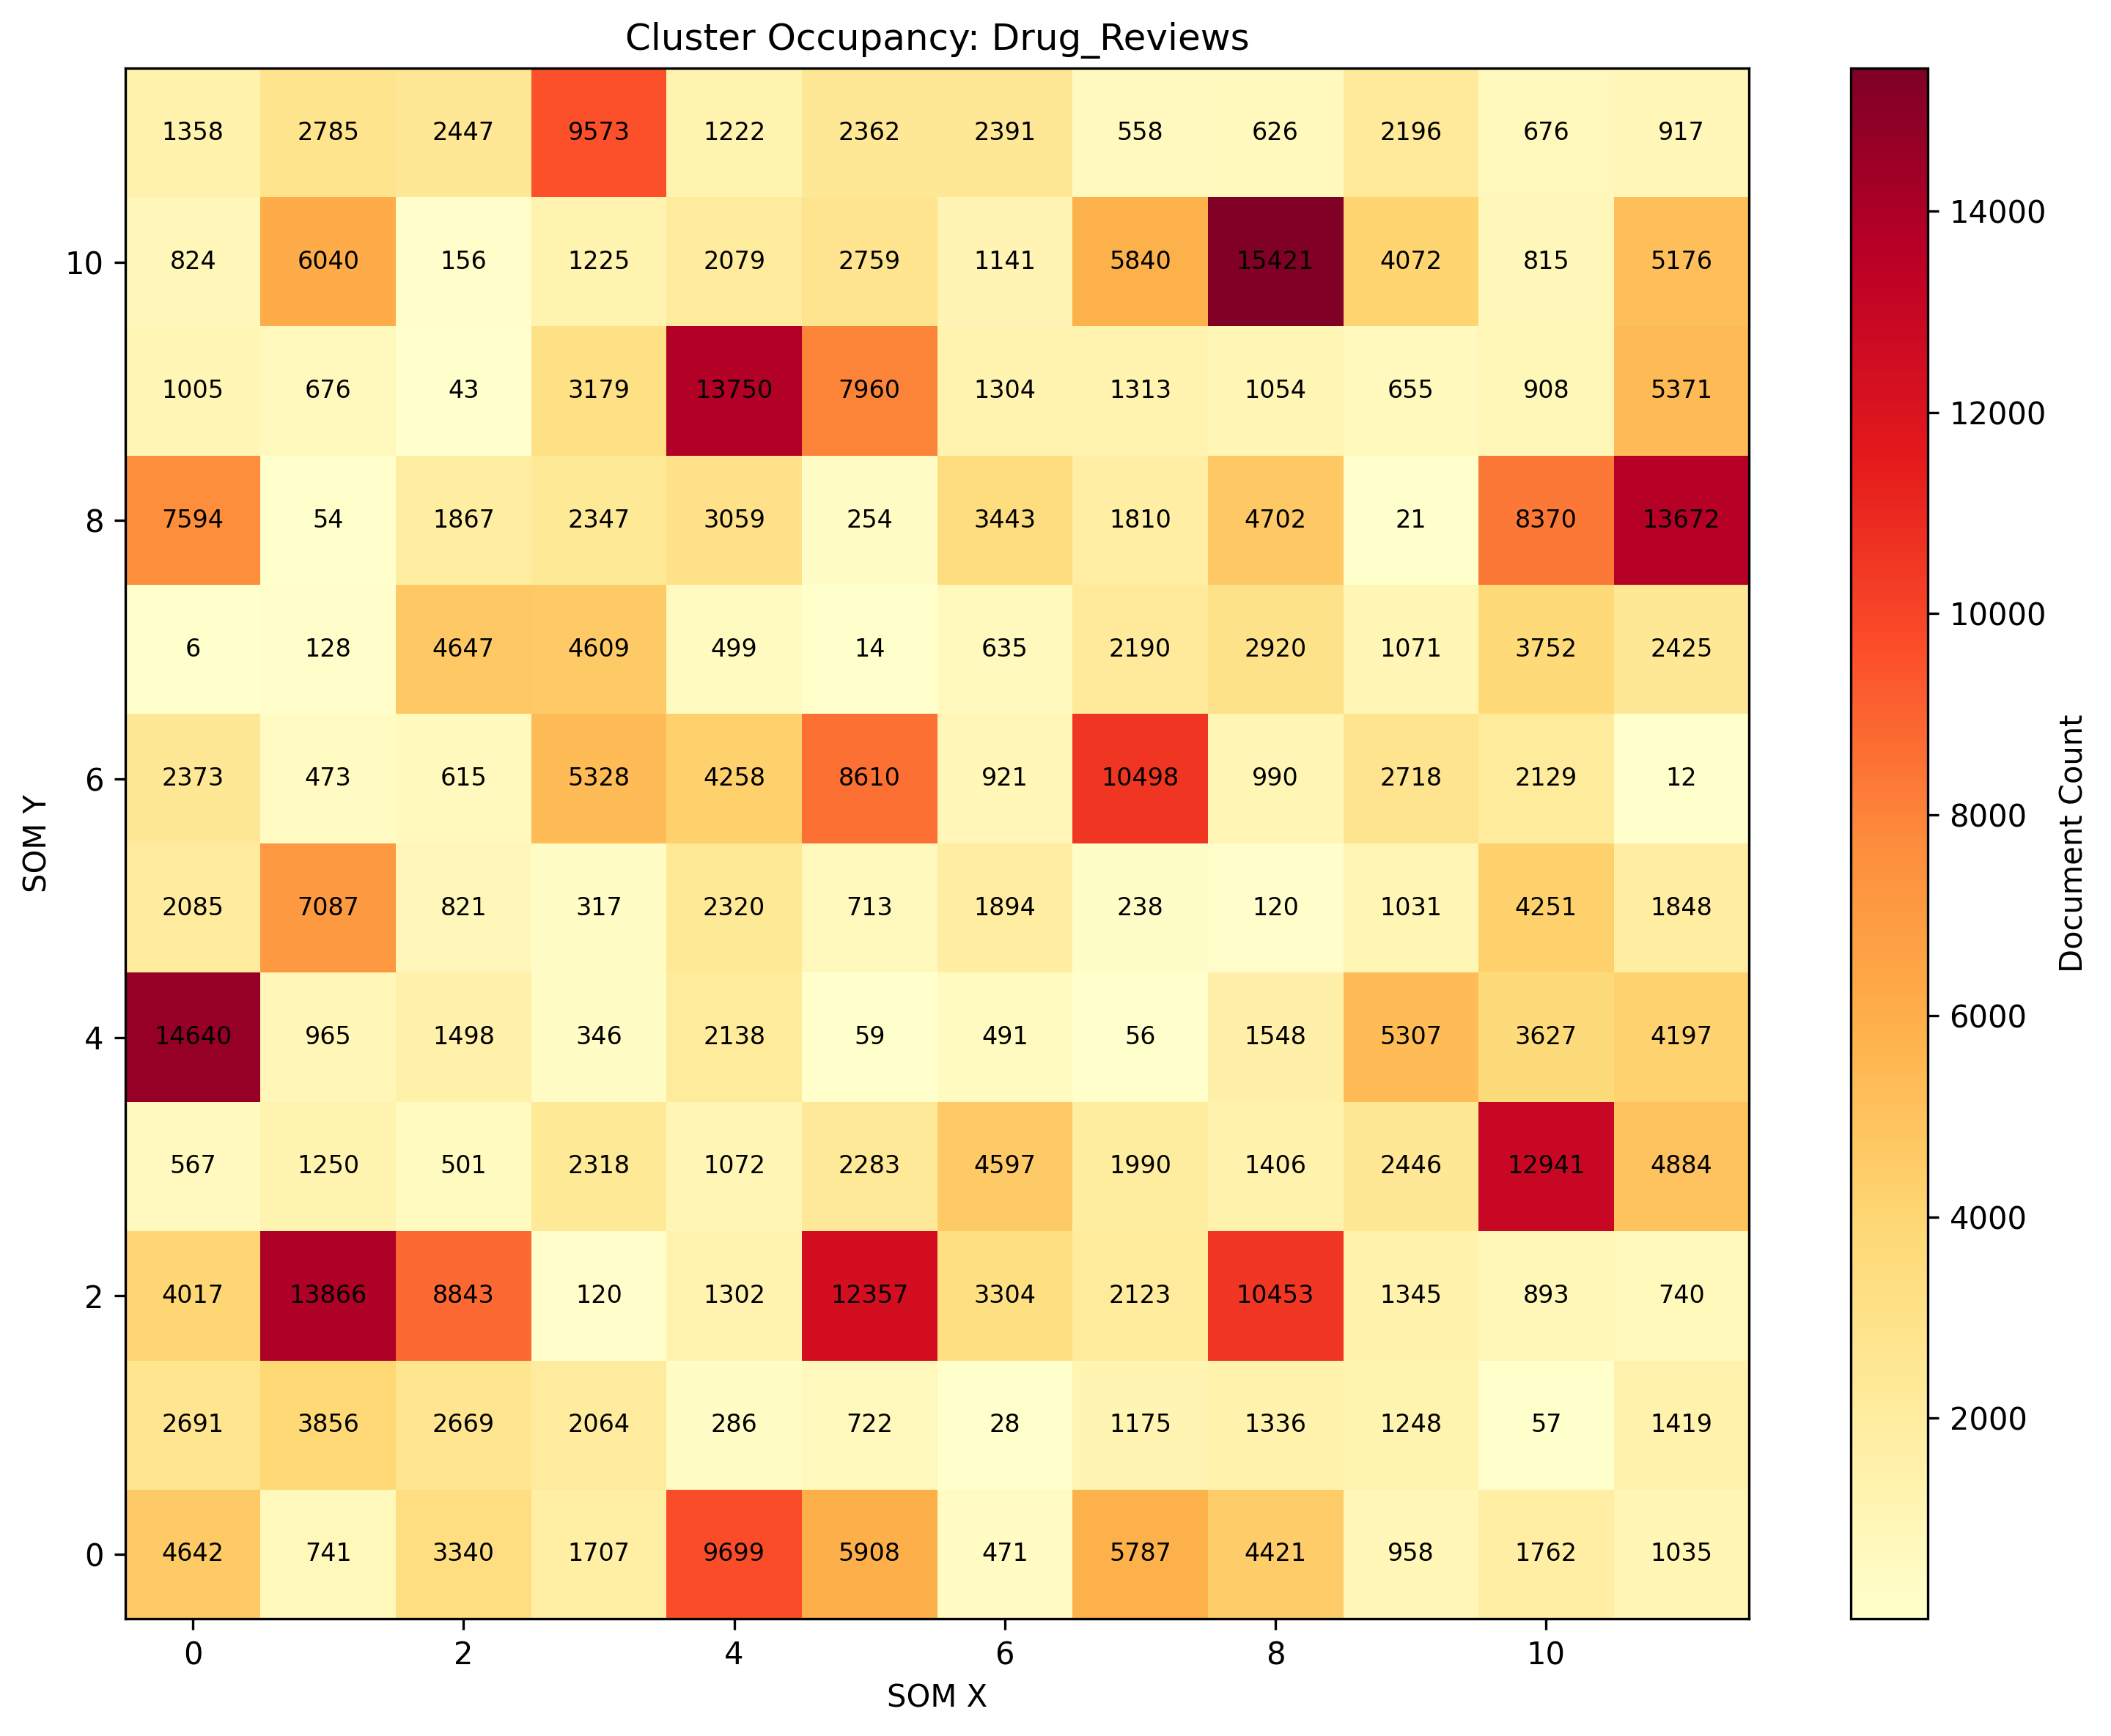 Cluster Occupancy: Drug_Reviews
1358 2785 2447 9573 1222 2362 2391 558 626 2196 676 917
10 824 6040 156 1225 2079 2759 1141 5840 15421 4072 815 5176
1005 676 43 3179 13750 7960 1304 1313 1054 655 908 5371
8 7594 54 1867 2347 3059 254 3443 1810 4702 21 8370 13672
6 128 4647 4609 499 14 635 2190 2920 1071 3752 2425
6 2373 473 615 5328 4258 8610 921 10498 990 2718 2129 12
2085 7087 821 317 2320 713 1894 238 120 1031 4251 1848
4 14640 965 1498 346 2138 59 491 56 1548 5307 3627 4197
567 1250 501 2318 1072 2283 4597 1990 1406 2446 12941 4884
2 4017 13866 8843 120 1302 12357 3304 2123 10453 1345 893 740
2691 3856 2669 2064 286 722 28 1175 1336 1248 57 1419
0 4642 741 3340 1707 9699 5908 471 5787 4421 958 1762 1035
0 2 4 6 8 10
SOM X
SOM Y
14000
12000
10000
8000
6000
4000
2000
Document Count